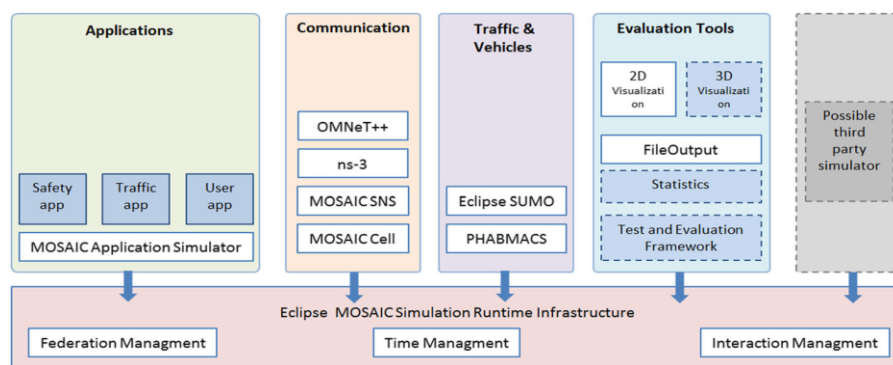 Applications
Safety
app
Traffic
app
User
app
MOSAIC Application Simulator
Communication
OMNeT++
ns-3
MOSAIC SNS
MOSAIC Cell
Traffic &
Vehicles
Eclipse SUMO
PHABMACS
Evaluation Tools
2D
Visualizati
on
3D
Visualizati
on
FileOutput
Statistics
Test and Evaluation
Framework
Possible
third
party
simulator
Eclipse MOSAIC Simulation Runtime Infrastructure
Federation Managment
Time Managment
Interaction Managment